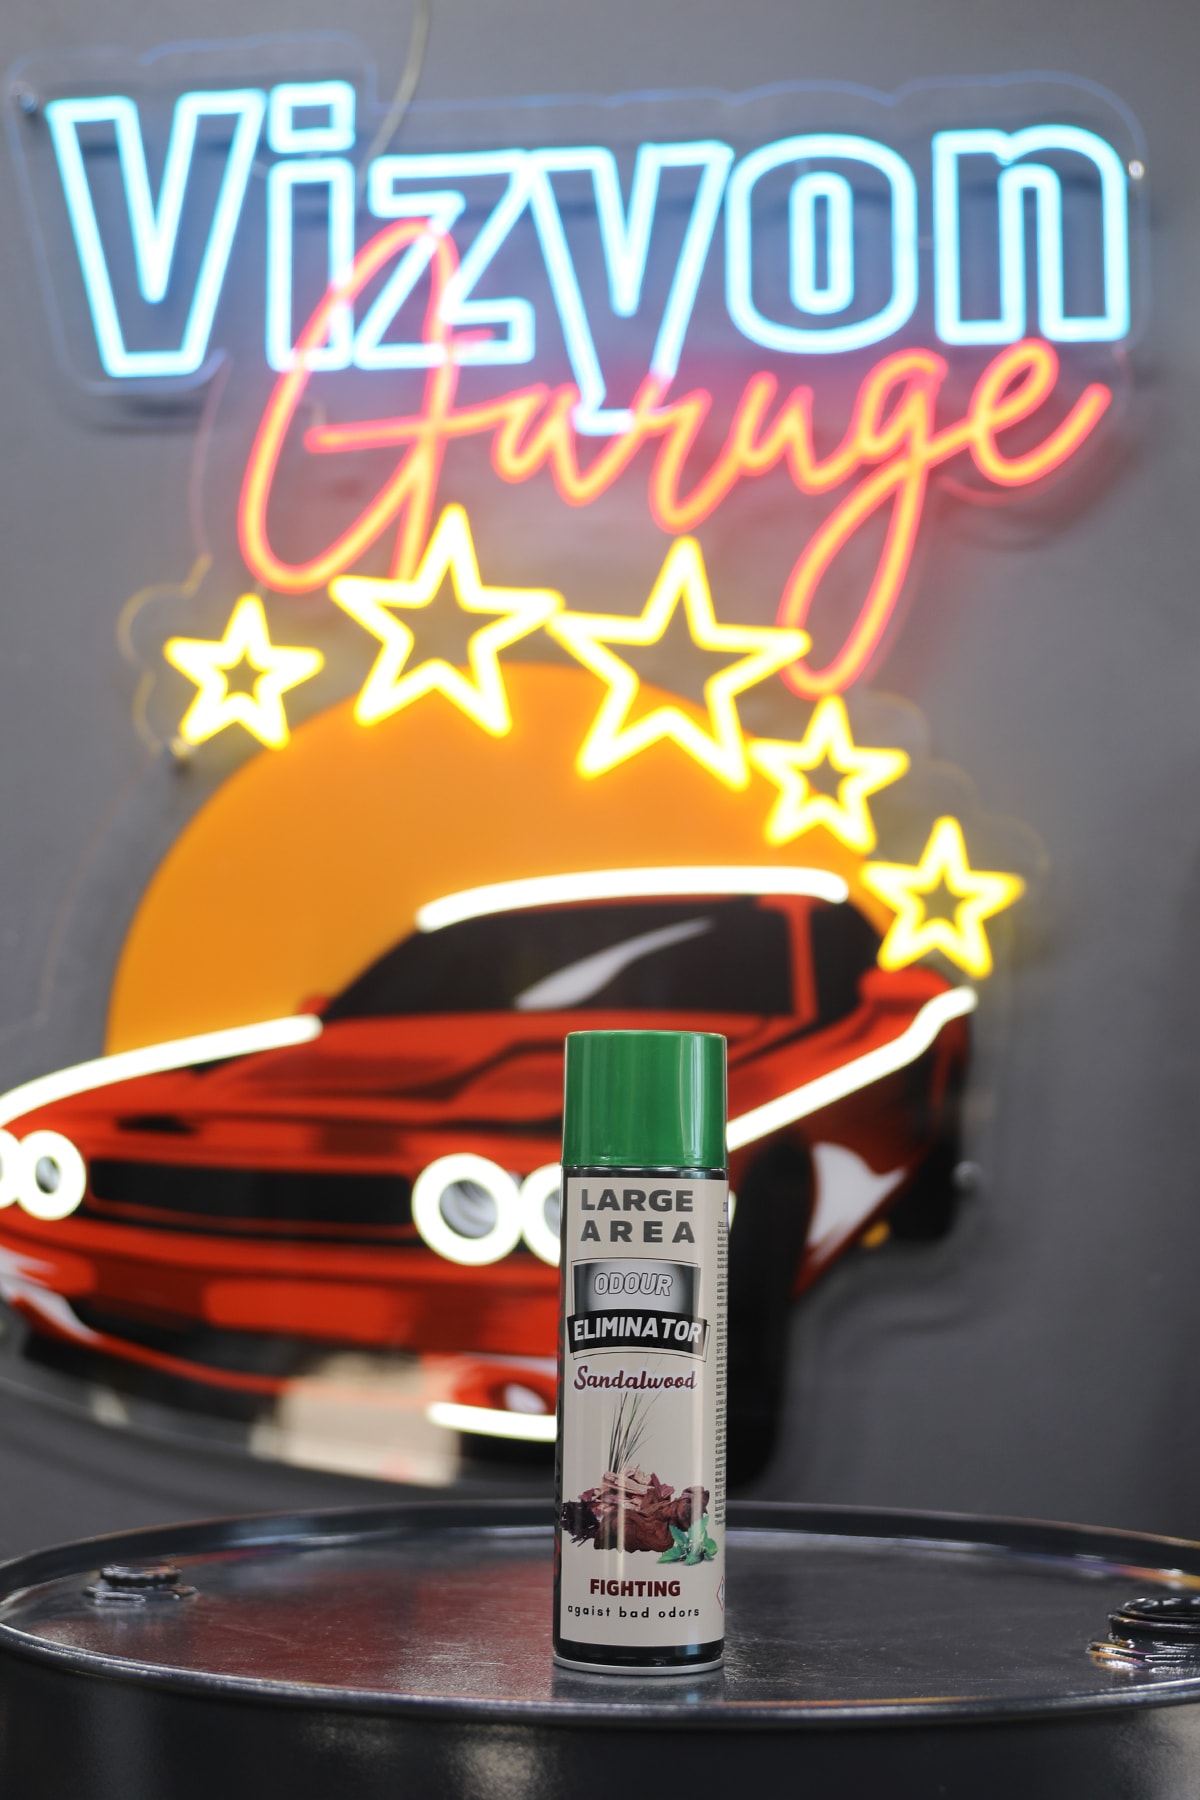 Vizyon
Garage
LARGE
AREA
ODOUR
ELIMINATOR
Sandalwood
FIGHTING
agaist bad odors